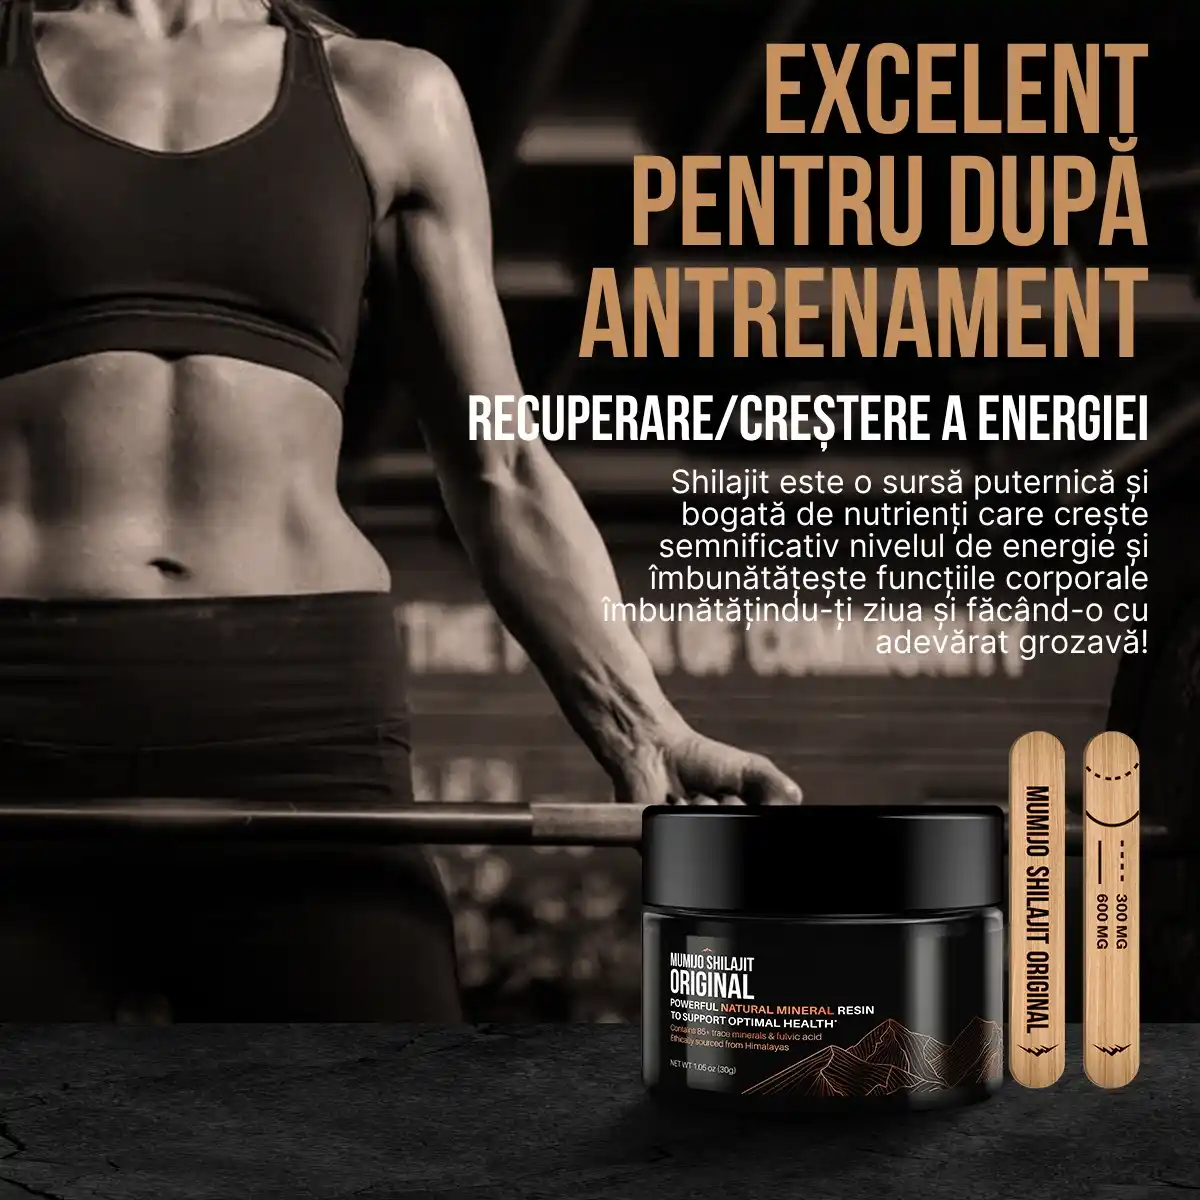 EXCELENT
PENTRU DUPĂ
ANTRENAMENT
RECUPERARE/CREȘTERE A ENERGIEI
Shilajit este o sursă puternică și
bogată de nutrienți care crește
semnificativ nivelul de energie și
îmbunătățește funcțiile corporale
îmbunătățindu-ți ziua și făcând-o cu
adevărat grozavă!
MUMIJO SHILAJIT
ORIGINAL
POWERFUL NATURAL MINERAL RESIN
TO SUPPORT OPTIMAL HEALTH*
Contains 85+ trace minerals & fulvic acid
Ethically sourced from Himalayas
NET WT 1.05 oz (30g)
MUMIJO SHILAJIT ORIGINAL
300 MG
600 MG